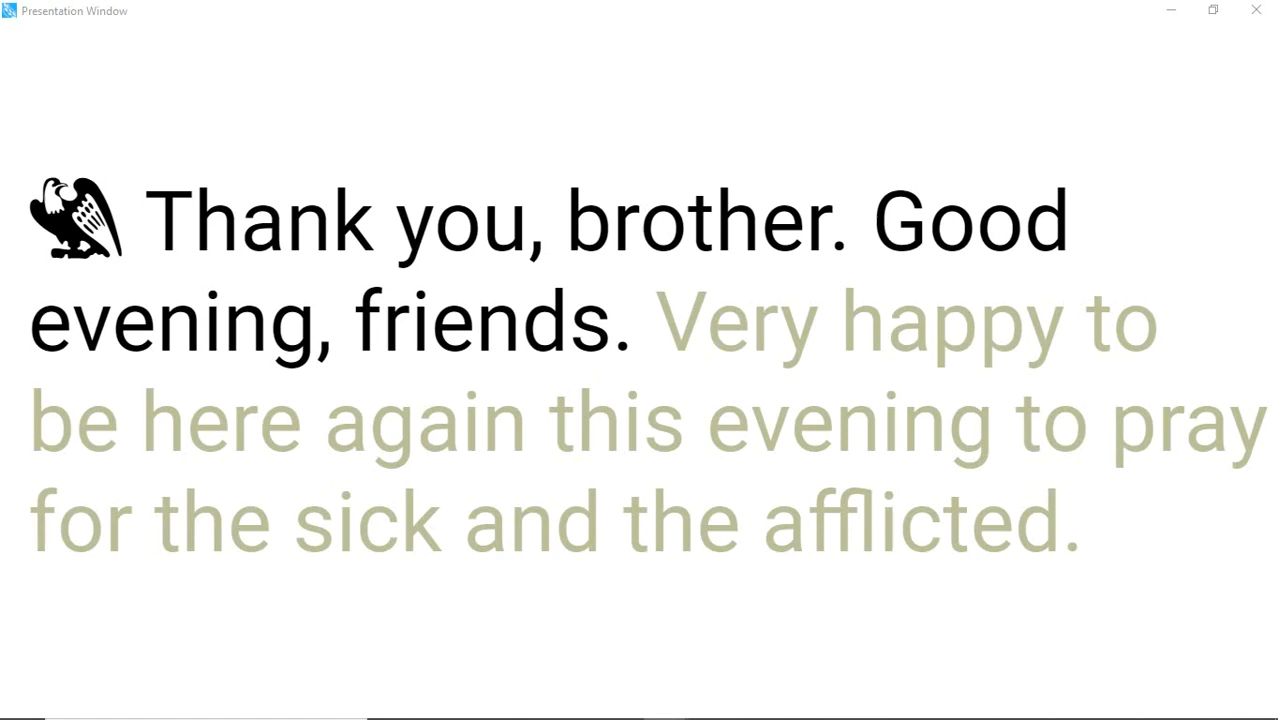 Presentation Window
Thank you, brother. Good
evening, friends. Very happy to
be here again this evening to pray
for the sick and the afflicted.